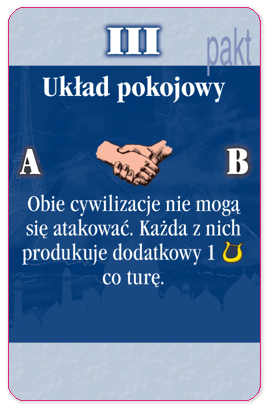 III
pakt
Układ pokojowy
A B
Obie cywilizacje nie mogą
się atakować. Każda z nich
produkuje dodatkowy 1
co turę.